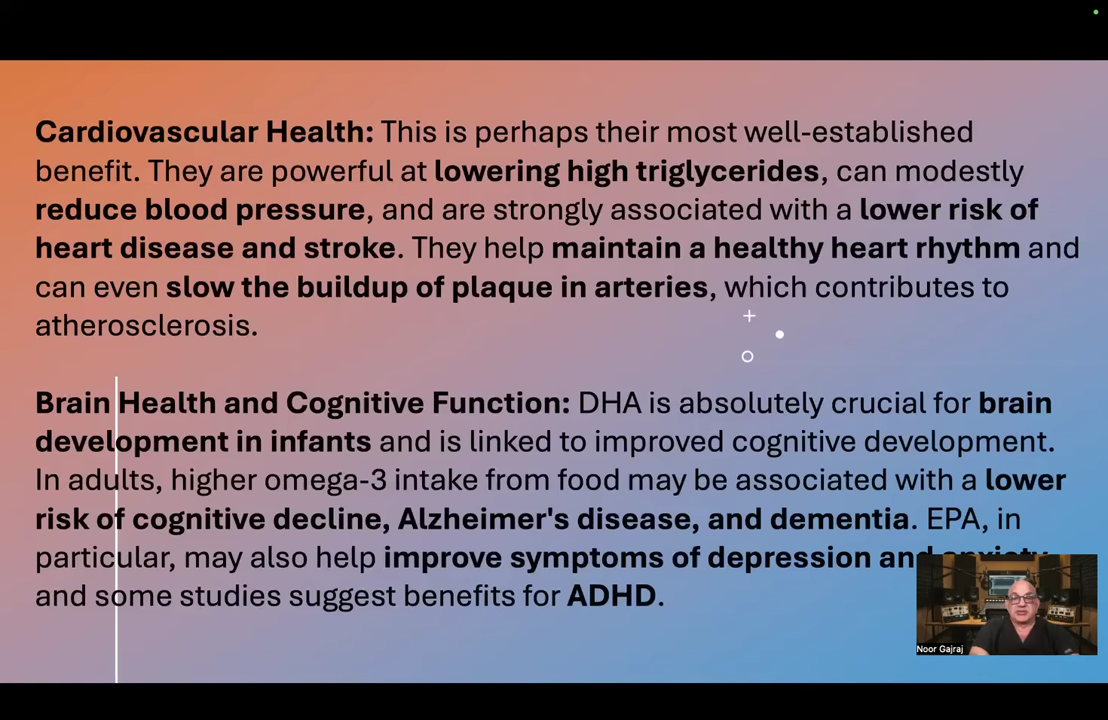 Cardiovascular Health: This is perhaps their most well-established
benefit. They are powerful at lowering high triglycerides, can modestly
reduce blood pressure, and are strongly associated with a lower risk of
heart disease and stroke. They help maintain a healthy heart rhythm and
can even slow the buildup of plaque in arteries, which contributes to
atherosclerosis.
Brain Health and Cognitive Function: DHA is absolutely crucial for brain
development in infants and is linked to improved cognitive development.
In adults, higher omega-3 intake from food may be associated with a lower
risk of cognitive decline, Alzheimer's disease, and dementia. EPA, in
particular, may also help improve symptoms of depression and anxiety
and some studies suggest benefits for ADHD.
Noor Gajraj